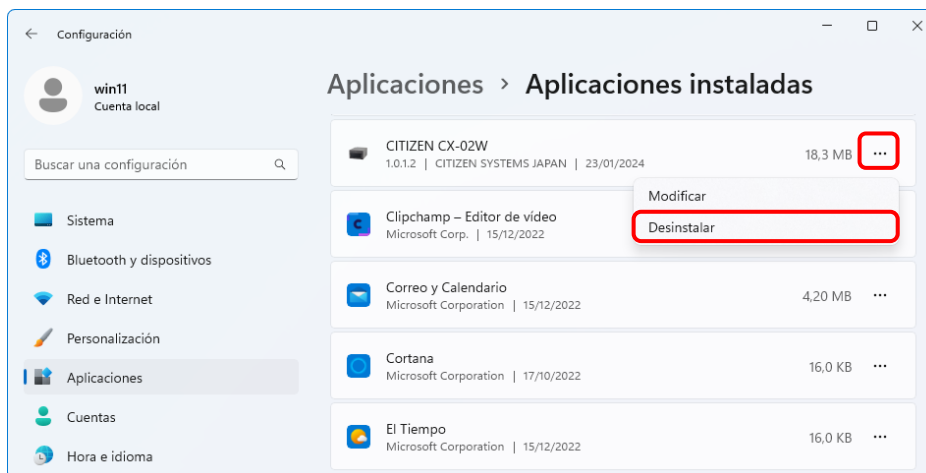 Configuración
win11
Cuenta local
Buscar una configuración
Sistema
Bluetooth y dispositivos
Red e Internet
Personalización
Aplicaciones
Cuentas
Hora e idioma
Aplicaciones > Aplicaciones instaladas
CITIZEN CX-02W
1.0.1.2 | CITIZEN SYSTEMS JAPAN | 23/01/2024
18,3 MB
Modificar
Desinstalar
Clipchamp – Editor de vídeo
Microsoft Corp. | 15/12/2022
Correo y Calendario
Microsoft Corporation | 15/12/2022
4,20 MB
Cortana
Microsoft Corporation | 17/10/2022
16,0 KB
El Tiempo
Microsoft Corporation | 15/12/2022
16,0 KB